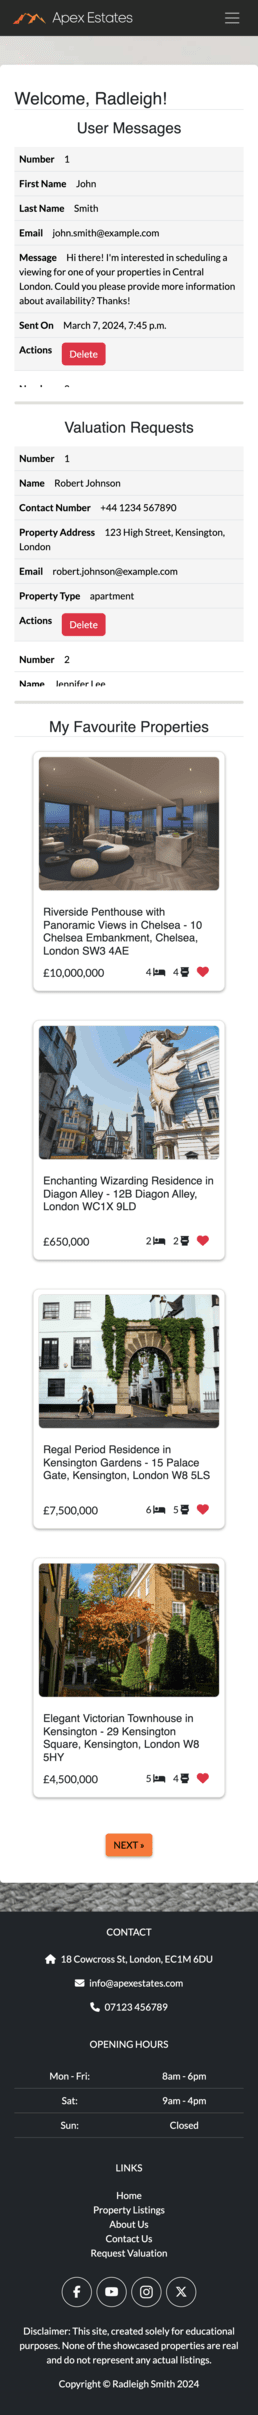 Apex Estates
Welcome, Radleigh!
User Messages
Number 1
First Name John
Last Name Smith
Email john.smith@example.com
Message Hi there! I'm interested in scheduling a
viewing for one of your properties in Central
London. Could you please provide more information
about availability? Thanks!
Sent On March 7, 2024, 7:45 p.m.
Actions Delete
Valuation Requests
Number 1
Name Robert Johnson
Contact Number +44 1234 567890
Property Address 123 High Street, Kensington,
London
Email robert.johnson@example.com
Property Type apartment
Actions Delete
Number 2
Name Jennifer Lee
My Favourite Properties
Riverside Penthouse with
Panoramic Views in Chelsea - 10
Chelsea Embankment, Chelsea,
London SW3 4AE
£10,000,000 4 4
Enchanting Wizarding Residence in
Diagon Alley - 12B Diagon Alley,
London WC1X 9LD
£650,000 2 2
Regal Period Residence in
Kensington Gardens - 15 Palace
Gate, Kensington, London W8 5LS
£7,500,000 6 5
Elegant Victorian Townhouse in
Kensington - 29 Kensington
Square, Kensington, London W8
5HY
£4,500,000 5 4
NEXT »
CONTACT
18 Cowcross St, London, EC1M 6DU
info@apexestates.com
07123 456789
OPENING HOURS
Mon - Fri: 8am - 6pm
Sat: 9am - 4pm
Sun: Closed
LINKS
Home
Property Listings
About Us
Contact Us
Request Valuation
Disclaimer: This site, created solely for educational
purposes. None of the showcased properties are real
and do not represent any actual listings.
Copyright © Radleigh Smith 2024